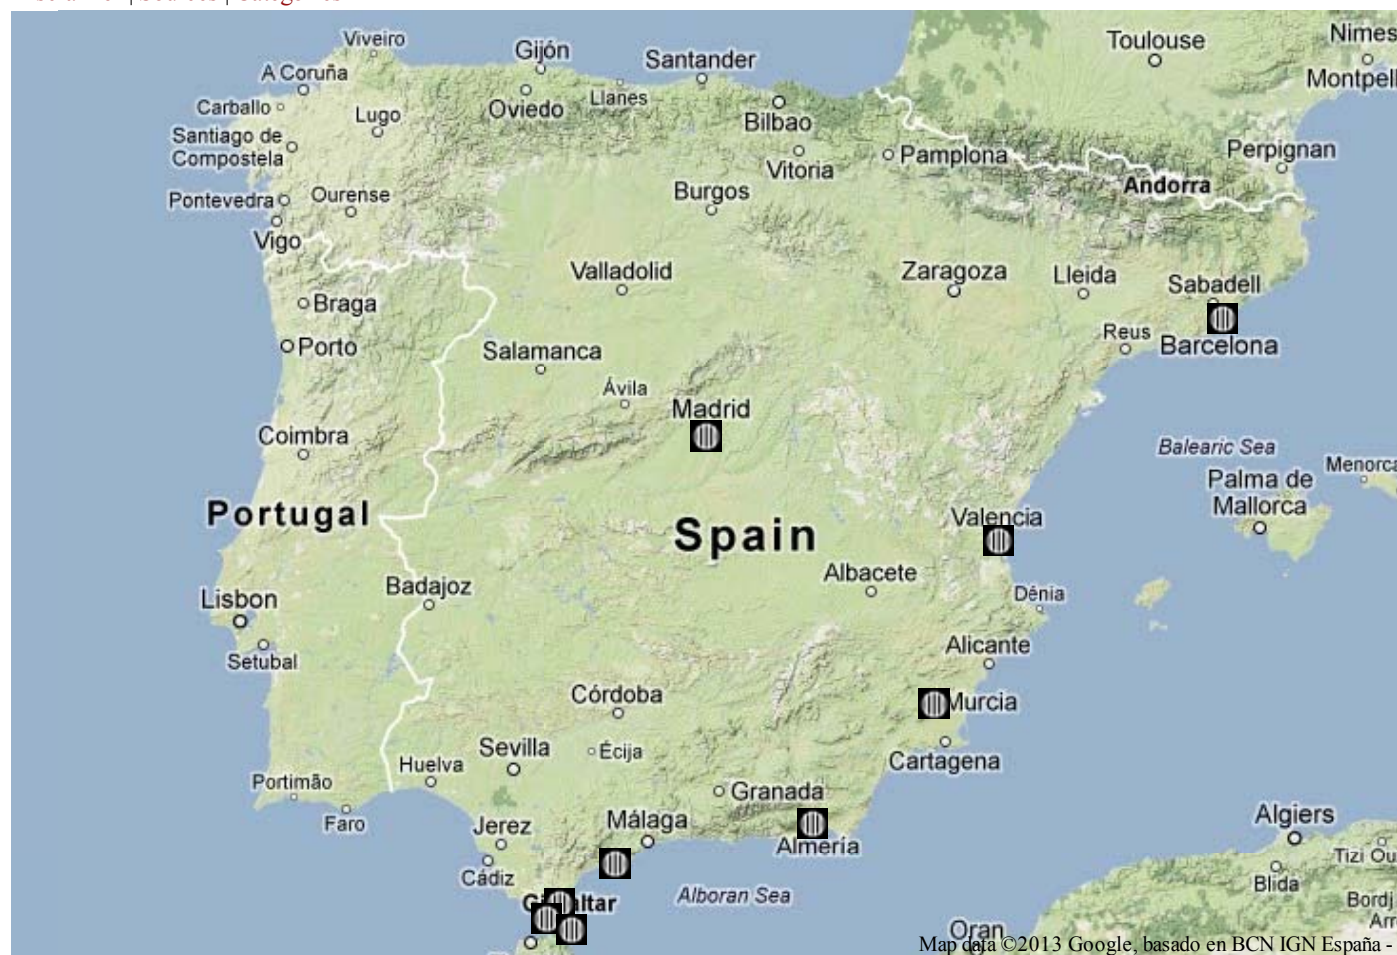 Viveiro
Gijón
Santander
Toulouse
Nimes
A Coruña
Montpell
Carballo
Lugo
Oviedo
Llanes
Bilbao
Santiago de
Compostela
Vitoria
Pamplona
Perpignan
Andorra
Pontevedra
Ourense
Burgos
Vigo
Valladolid
Zaragoza
Lleida
Sabadell
Braga
Porto
Salamanca
Reus
Barcelona
Ávila
Madrid
Coimbra
Balearic Sea
Menorca
Palma de
Mallorca
Portugal
Spain
Valencia
Albacete
Badajoz
Dênia
Lisbon
Setubal
Alicante
Córdoba
Murcia
Sevilla
Écija
Cartagena
Huelva
Portimão
Granada
Faro
Jerez
Málaga
Almería
Algiers
Tizi Ou
Cádiz
Blida
Alboran Sea
Bordj
Arr
Oran
Map data ©2013 Google, basado en BCN IGN España -